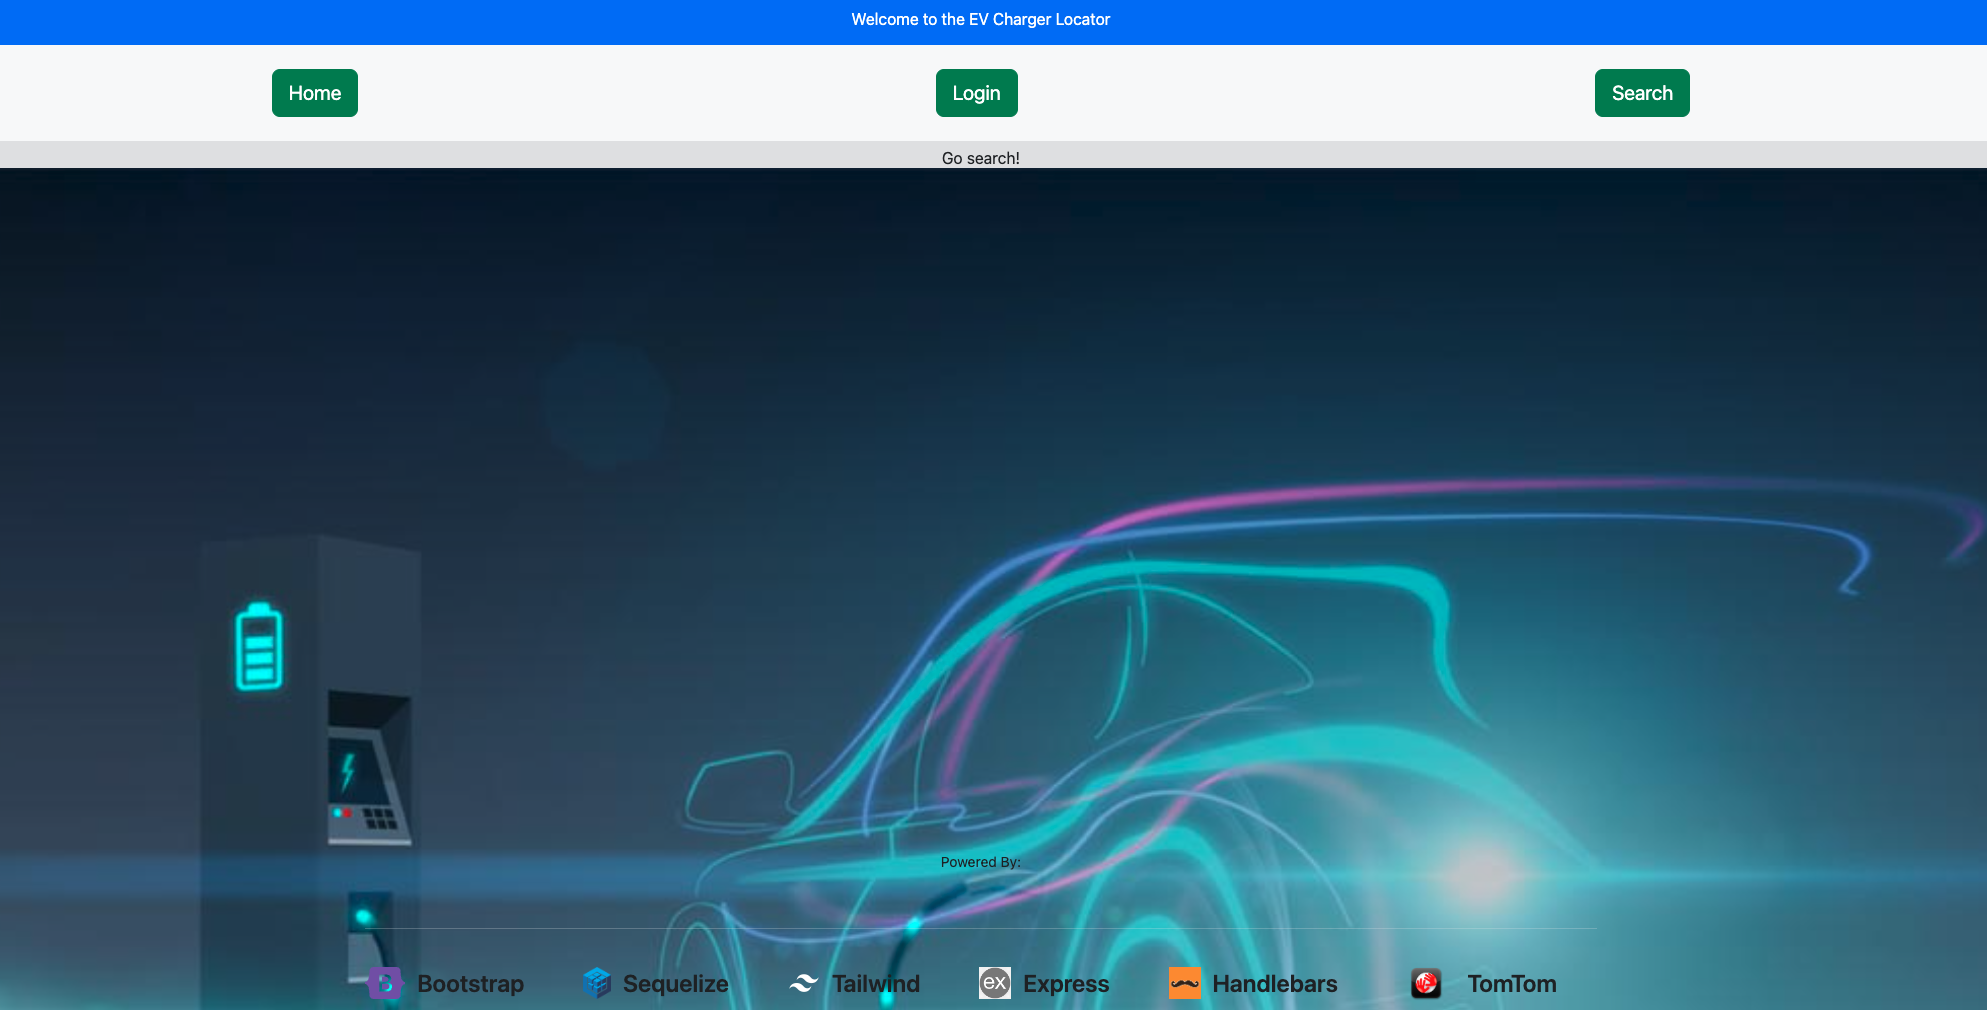 Welcome to the EV Charger Locator
Home Login Search
Go search!
Powered By:
B Bootstrap Sequelize Tailwind ex Express Handlebars TomTom